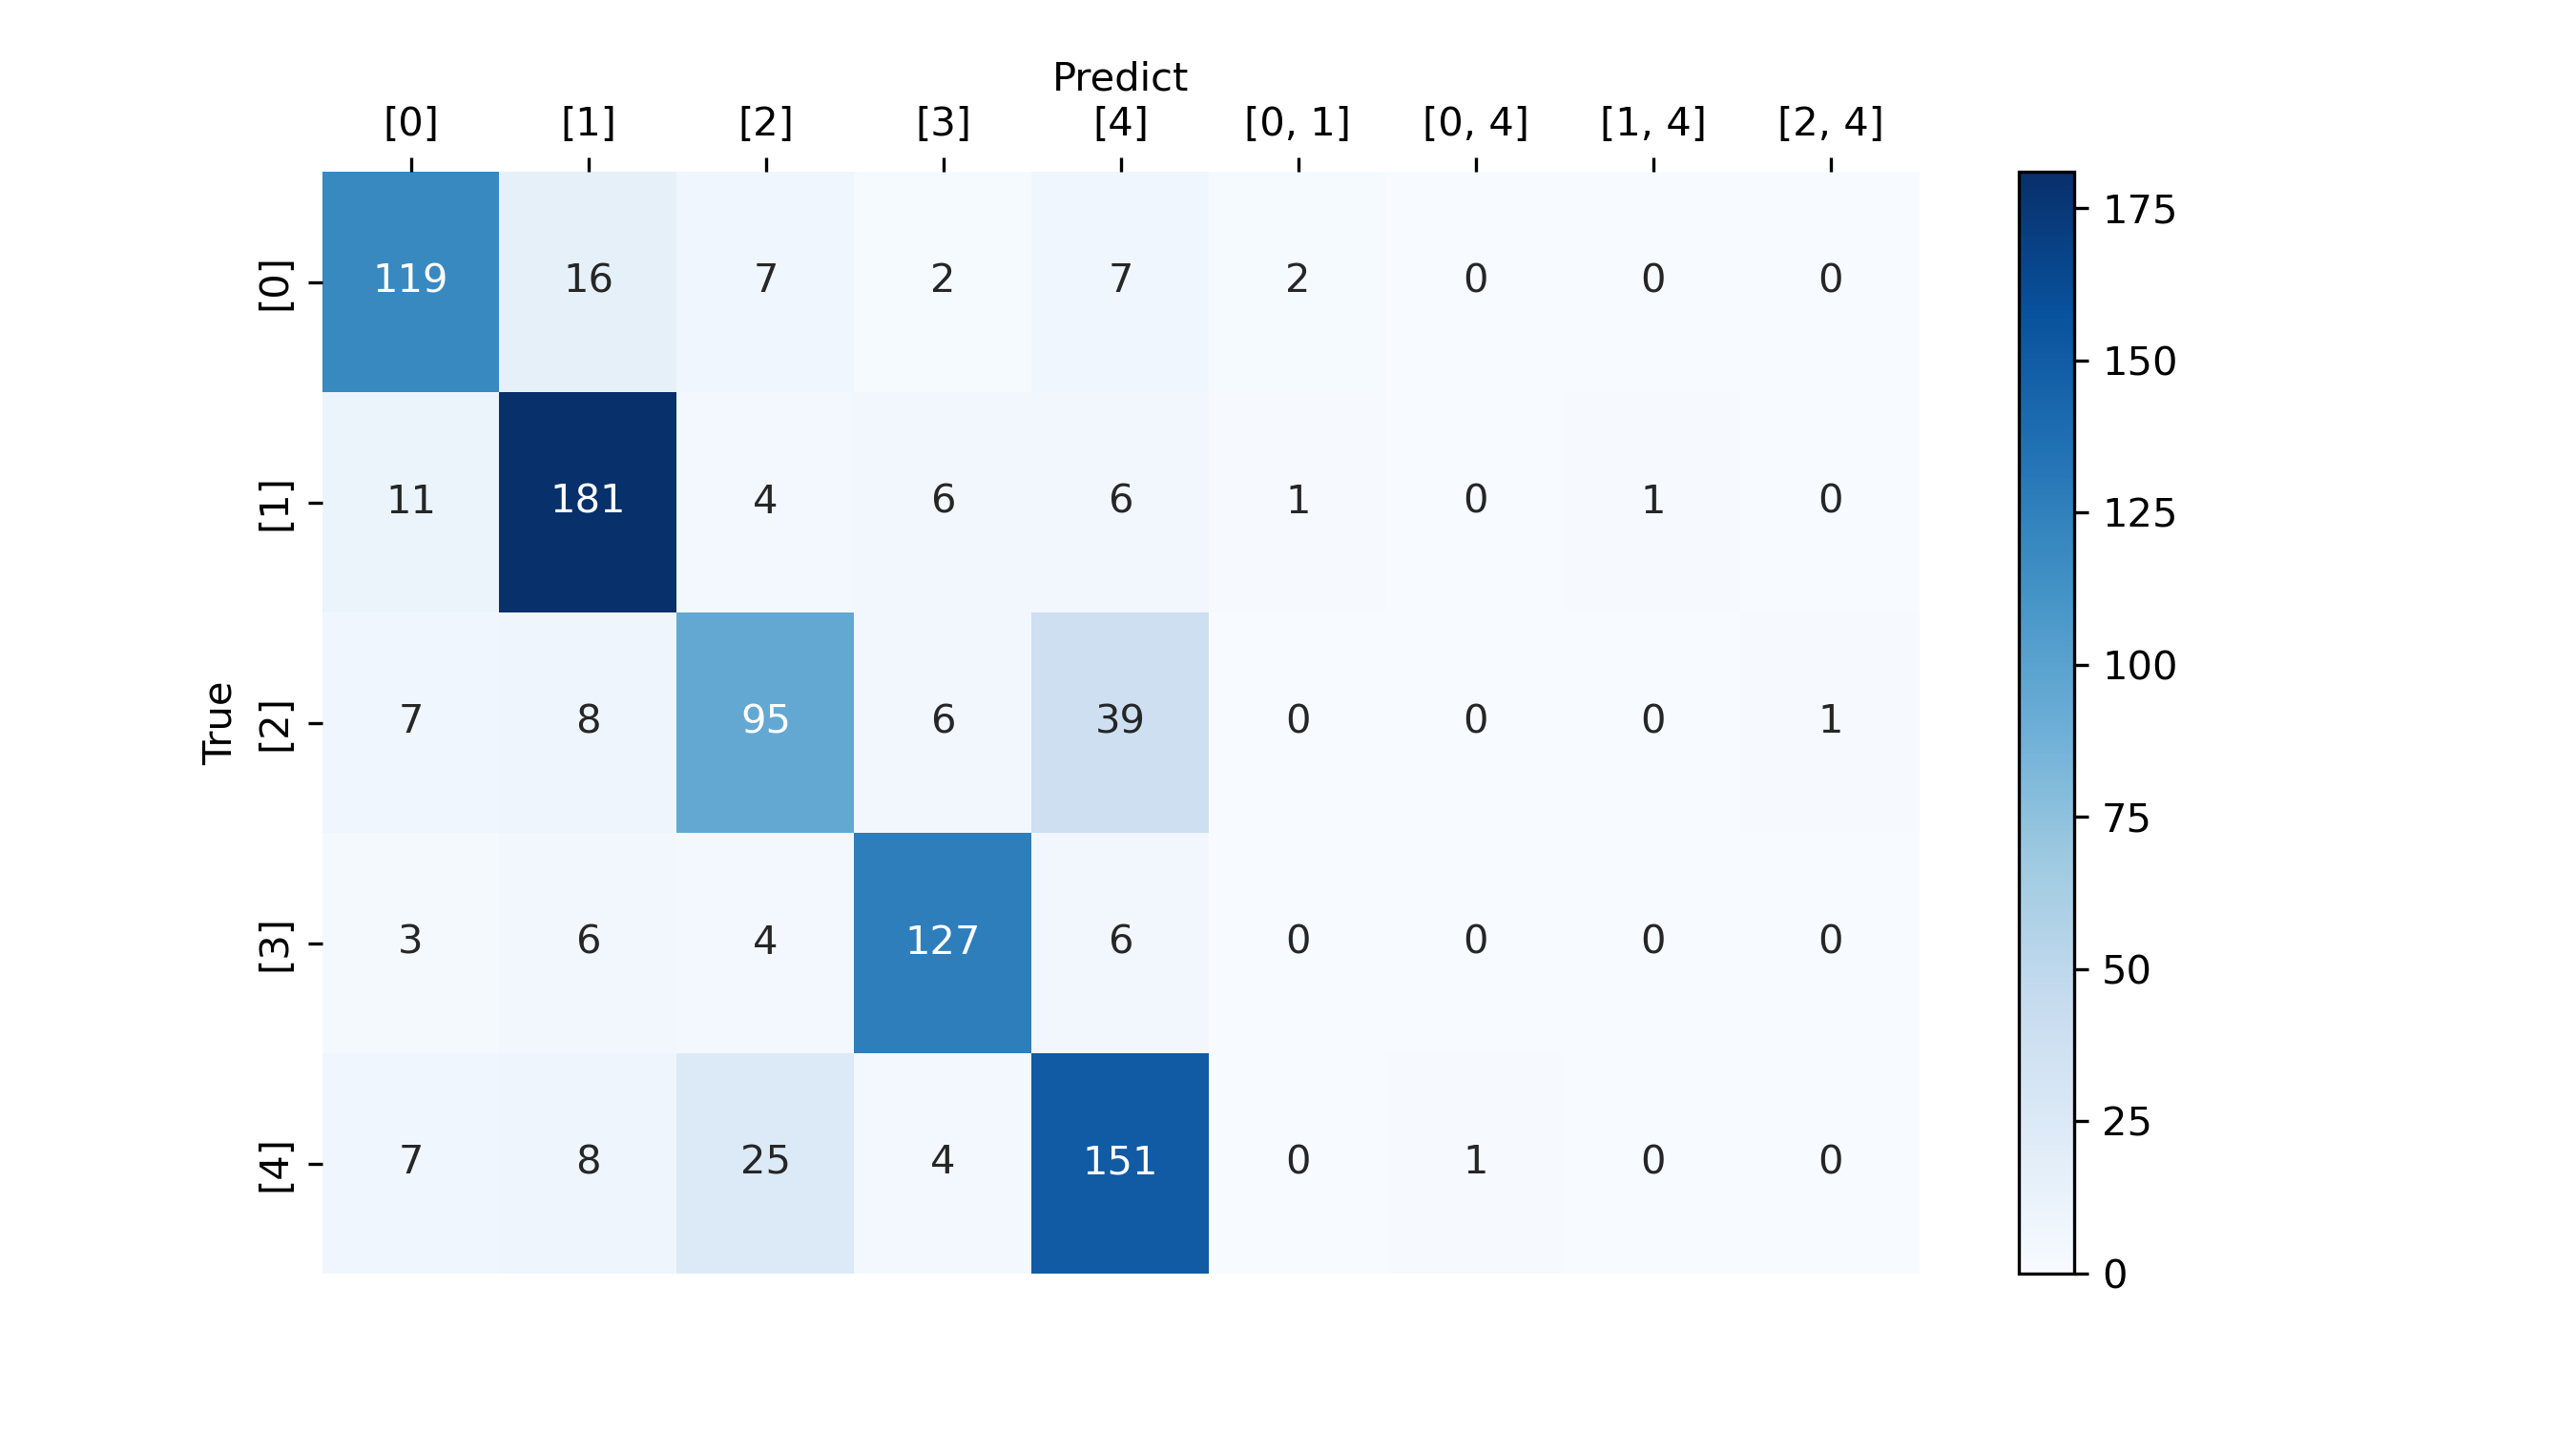 Predict
[0] [1] [2] [3] [4] [0, 1] [0, 4] [1, 4] [2, 4]
True
[0] 119 16 7 2 7 2 0 0 0
[1] 11 181 4 6 6 1 0 1 0
[2] 7 8 95 6 39 0 0 0 1
[3] 3 6 4 127 6 0 0 0 0
[4] 7 8 25 4 151 0 1 0 0
175
150
125
100
75
50
25
0